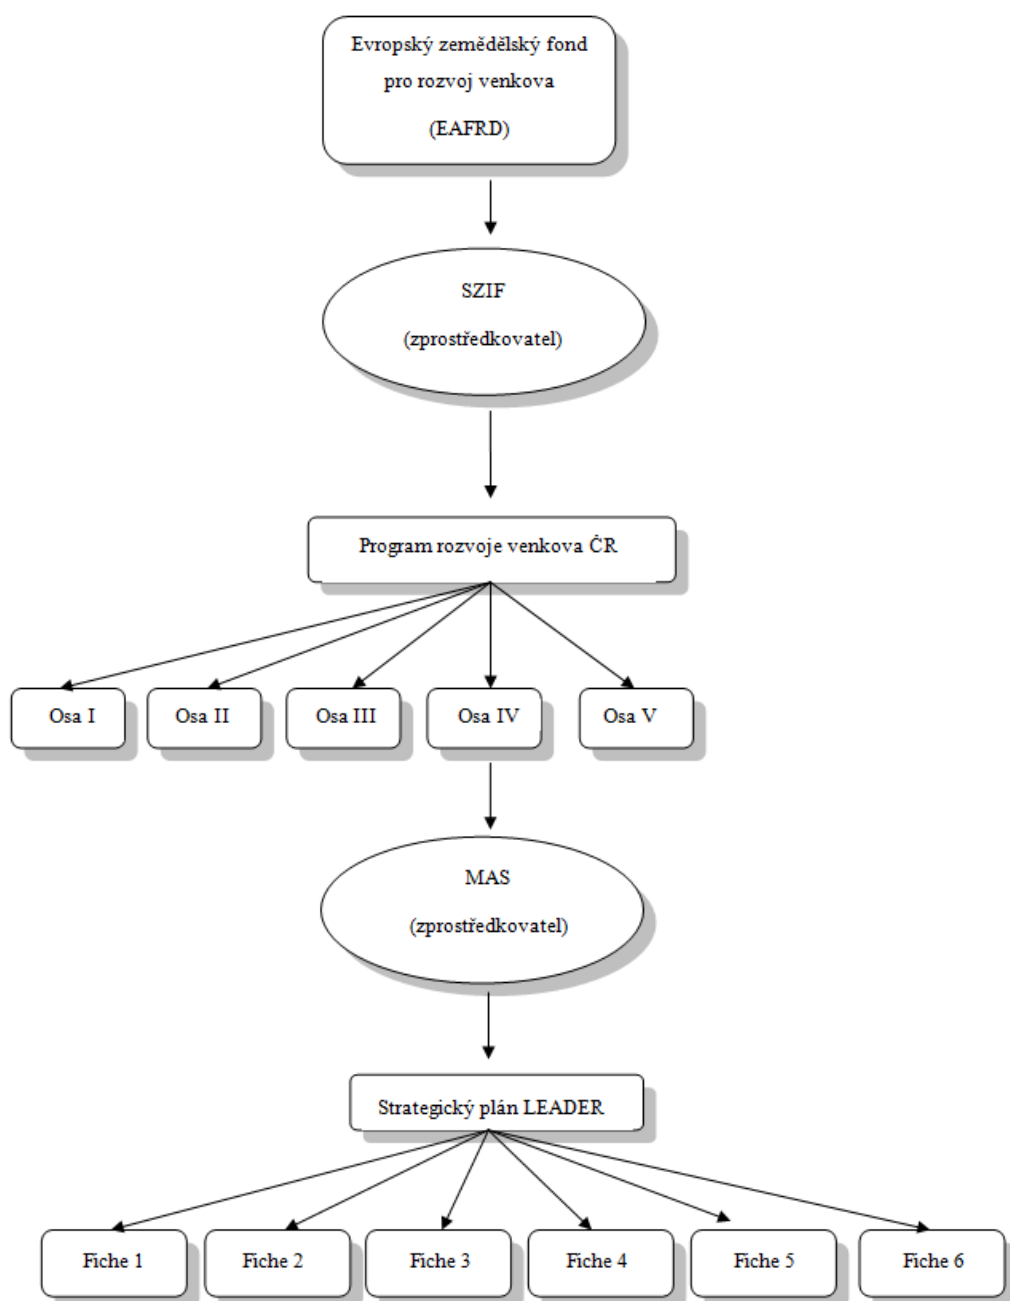 Evropský zemědělský fond
pro rozvoj venkova
(EAFRD)
SZIF
(zprostředkovatel)
Program rozvoje venkova ČR
Osa I
Osa II
Osa III
Osa IV
Osa V
MAS
(zprostředkovatel)
Strategický plán LEADER
Fiche 1
Fiche 2
Fiche 3
Fiche 4
Fiche 5
Fiche 6